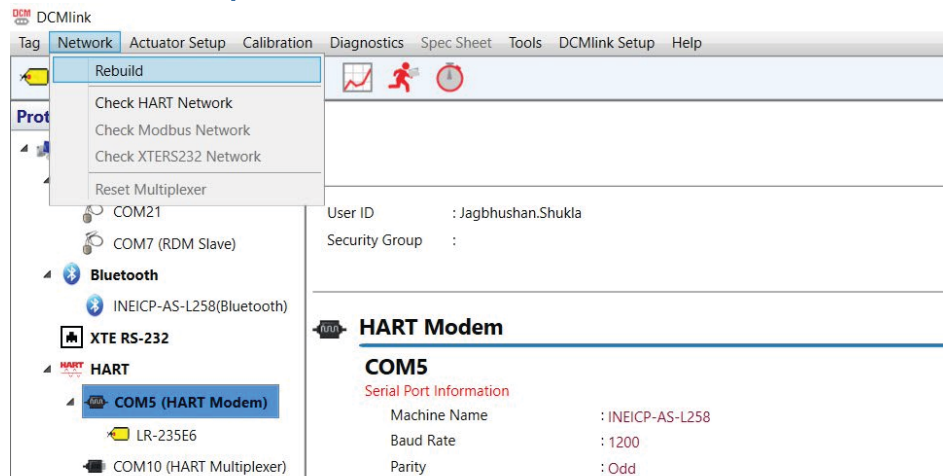 DCM
DCMlink
Tag Network Actuator Setup Calibration Diagnostics Spec Sheet Tools DCMlink Setup Help
Rebuild
Check HART Network
Prot
Check Modbus Network
Check XTERS232 Network
Reset Multiplexer
COM21
User ID : Jagbhushan.Shukla
COM7 (RDM Slave)
Security Group :
Bluetooth
INEICP-AS-L258(Bluetooth)
XTE RS-232
HART Modem
HART HART
COM5
Serial Port Information
COM5 (HART Modem)
Machine Name : INEICP-AS-L258
LR-235E6
Baud Rate : 1200
COM10 (HART Multiplexer)
Parity : Odd